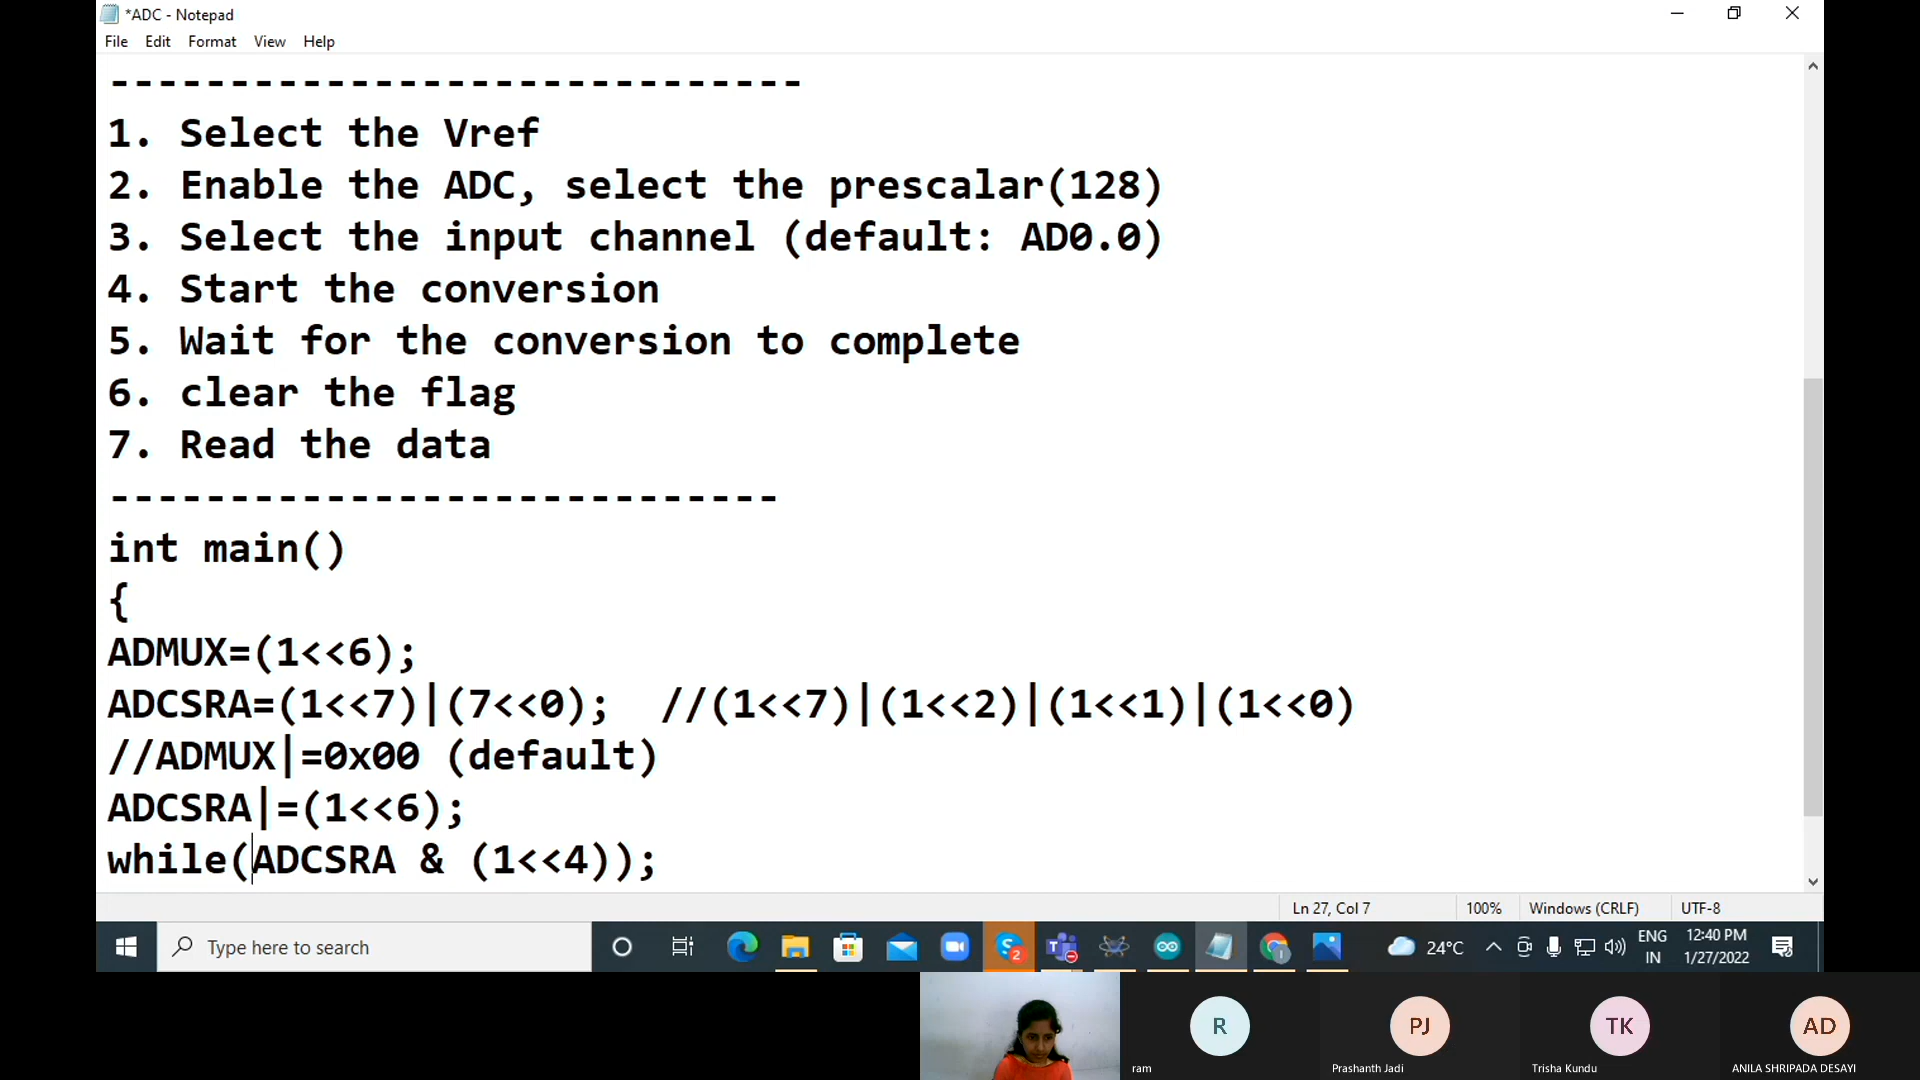 *ADC - Notepad
File Edit Format View Help
-----------------------------
1. Select the Vref
2. Enable the ADC, select the prescalar(128)
3. Select the input channel (default: AD0.0)
4. Start the conversion
5. Wait for the conversion to complete
6. clear the flag
7. Read the data
----------------------------
int main()
{
ADMUX=(1<<6);
ADCSRA=(1<<7)|(7<<0);  //(1<<7)|(1<<2)|(1<<1)|(1<<0)
//ADMUX|=0x00 (default)
ADCSRA|=(1<<6);
while(ADCSRA & (1<<4));
Ln 27, Col 7 100% Windows (CRLF) UTF-8
Type here to search
S 2
24°C
ENG
IN
12:40 PM
1/27/2022
R PJ TK AD
ram Prashanth Jadi Trisha Kundu ANILA SHRIPADA DESAYI